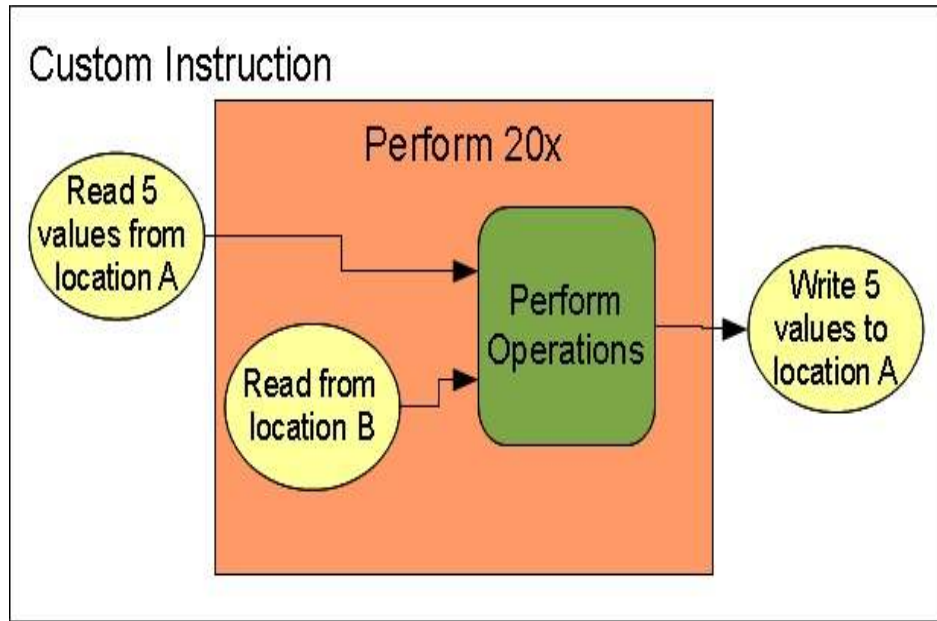 Custom Instruction
Perform 20x
Read 5
values from
location A
Perform
Operations
Read from
location B
Write 5
values to
location A